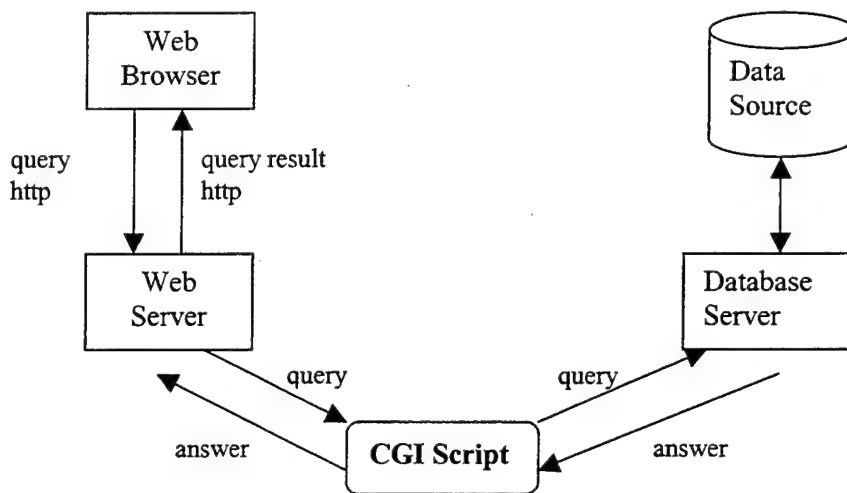 Web
Browser
Data
Source
query
http
query result
http
Web
Server
Database
Server
query
query
answer
CGI Script
answer